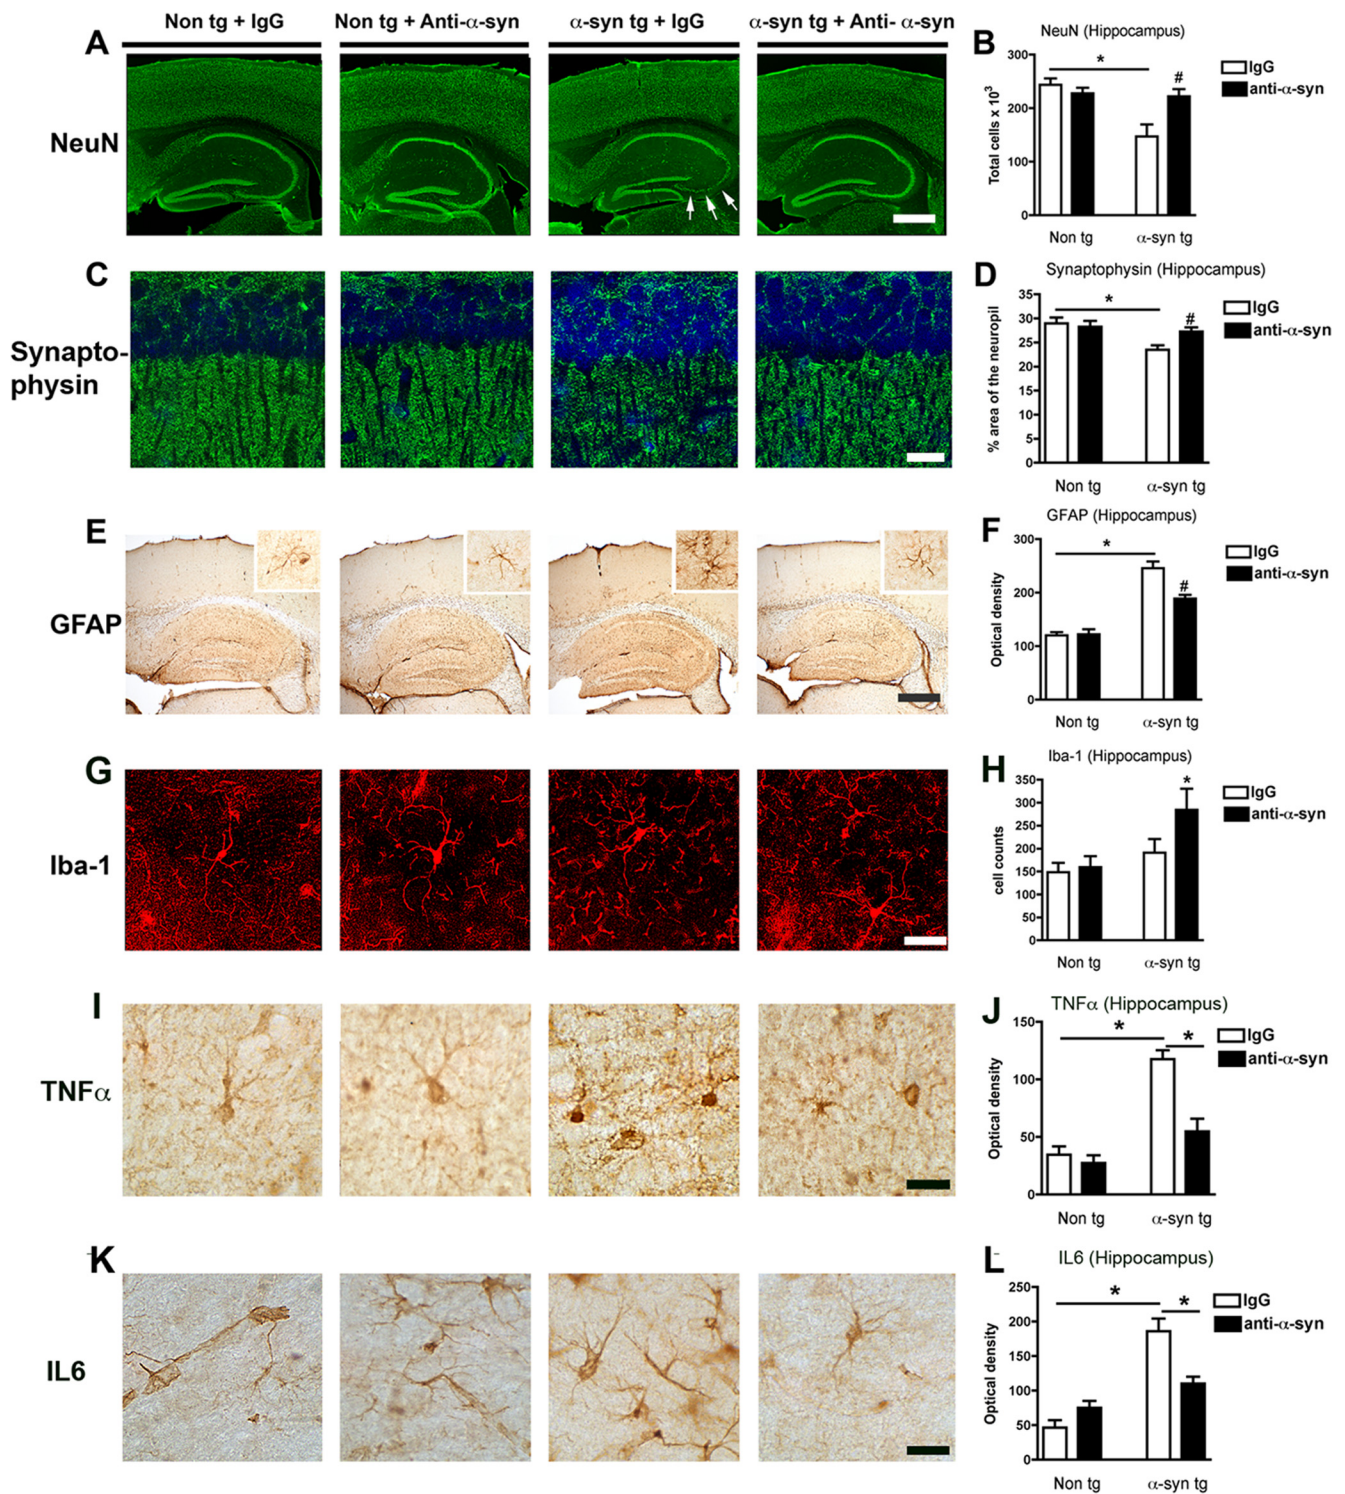 Non tg + IgG
Non tg + Anti-α-syn
α-syn tg + IgG
α-syn tg + Anti- α-syn
A
NeuN
B
NeuN (Hippocampus)
Total cells x 10³
300
200
100
0
*
#
Non tg
α-syn tg
IgG
anti-α-syn
C
Synapto-
physin
D
Synaptophysin (Hippocampus)
% area of the neuropil
35
30
25
20
15
10
5
0
*
#
Non tg
α-syn tg
IgG
anti-α-syn
E
GFAP
F
GFAP (Hippocampus)
Optical density
300
200
100
0
*
#
Non tg
α-syn tg
IgG
anti-α-syn
G
Iba-1
H
Iba-1 (Hippocampus)
cell counts
350
300
250
200
150
100
50
0
*
Non tg
α-syn tg
IgG
anti-α-syn
I
TNFα
J
TNFα (Hippocampus)
Optical density
150
100
50
0
*
*
Non tg
α-syn tg
IgG
anti-α-syn
K
IL6
L
IL6 (Hippocampus)
Optical density
250
200
150
100
50
0
*
*
Non tg
α-syn tg
IgG
anti-α-syn